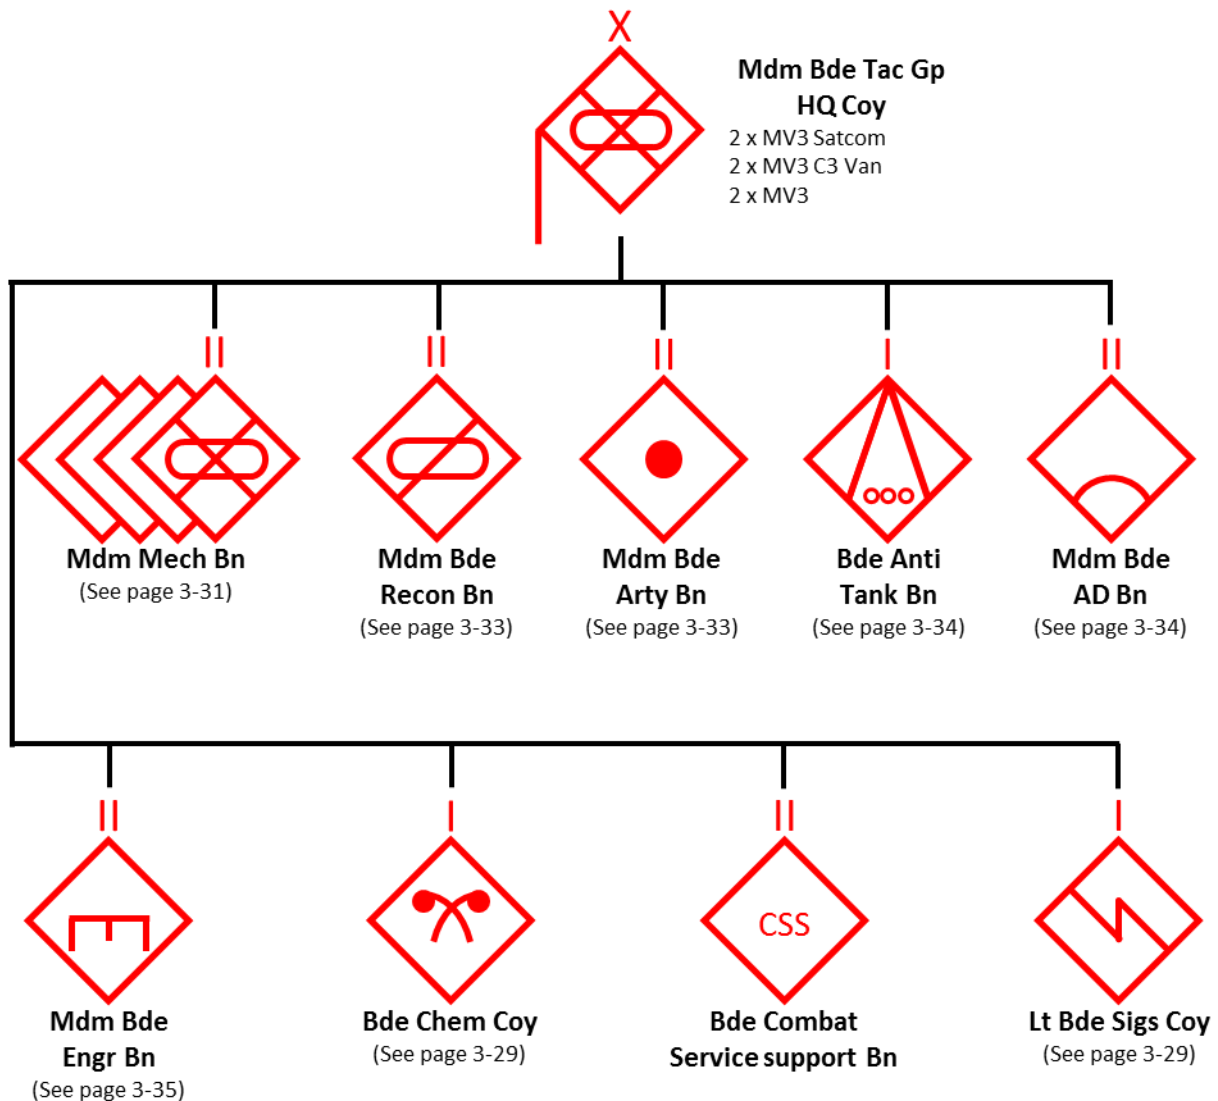 X
Mdm Bde Tac Gp
HQ Coy
2 x MV3 Satcom
2 x MV3 C3 Van
2 x MV3
II
II
II
I
II
Mdm Mech Bn
(See page 3-31)
Mdm Bde
Recon Bn
(See page 3-33)
Mdm Bde
Arty Bn
(See page 3-33)
Bde Anti
Tank Bn
(See page 3-34)
Mdm Bde
AD Bn
(See page 3-34)
II
I
II
I
CSS
Mdm Bde
Engr Bn
(See page 3-35)
Bde Chem Coy
(See page 3-29)
Bde Combat
Service support Bn
Lt Bde Sigs Coy
(See page 3-29)